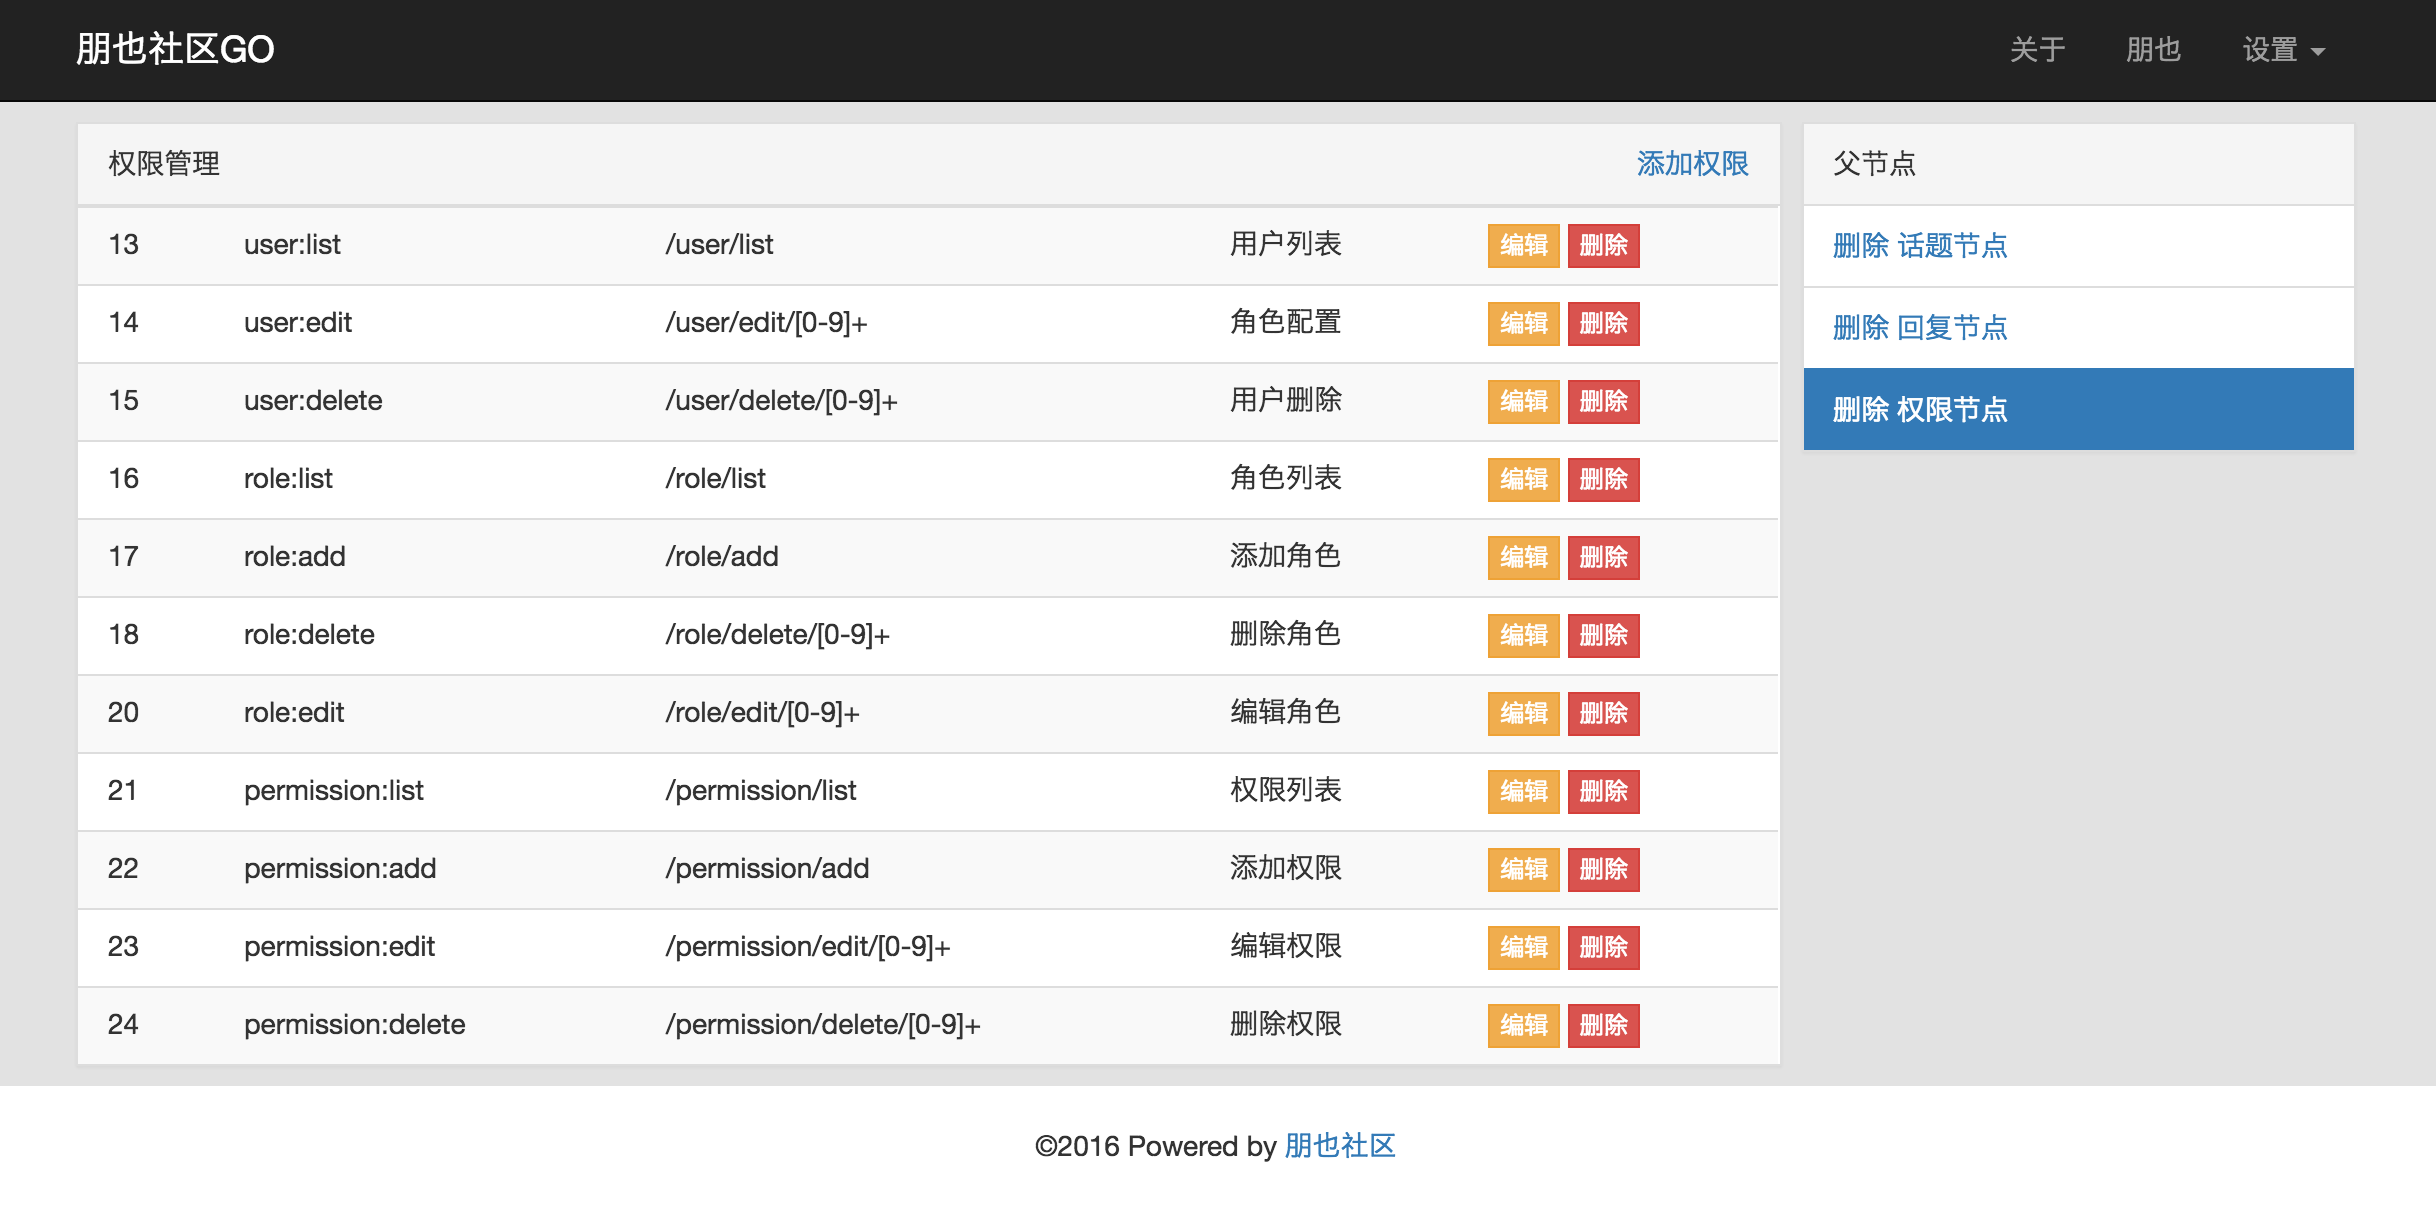 朋也社区GO 关于 朋也 设置
权限管理 添加权限
13 user:list /user/list 用户列表 编辑 删除
14 user:edit /user/edit/[0-9]+ 角色配置 编辑 删除
15 user:delete /user/delete/[0-9]+ 用户删除 编辑 删除
16 role:list /role/list 角色列表 编辑 删除
17 role:add /role/add 添加角色 编辑 删除
18 role:delete /role/delete/[0-9]+ 删除角色 编辑 删除
20 role:edit /role/edit/[0-9]+ 编辑角色 编辑 删除
21 permission:list /permission/list 权限列表 编辑 删除
22 permission:add /permission/add 添加权限 编辑 删除
23 permission:edit /permission/edit/[0-9]+ 编辑权限 编辑 删除
24 permission:delete /permission/delete/[0-9]+ 删除权限 编辑 删除
父节点
删除 话题节点
删除 回复节点
删除 权限节点
©2016 Powered by 朋也社区